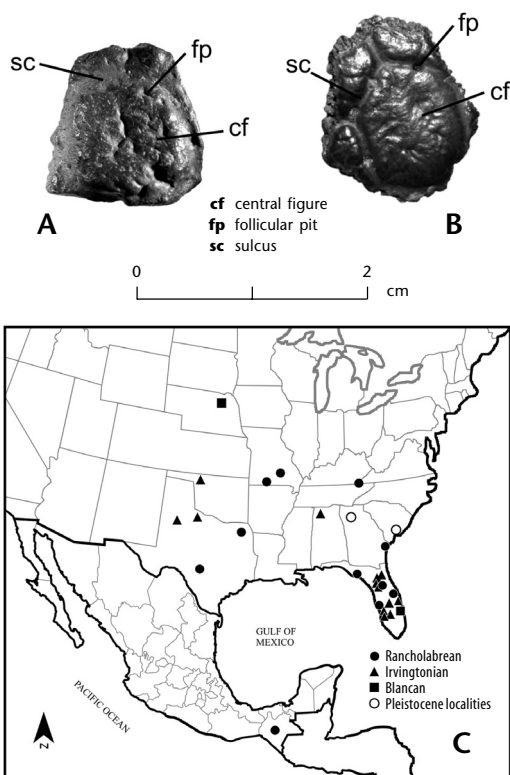 sc
fp
cf
A
fp
sc
cf
B
cf central figure
fp follicular pit
sc sulcus
0
2
cm
GULF OF
MEXICO
PACIFIC OCEAN
N
Rancholabrean
Irvingtonian
Blancan
Pleistocene localities
C